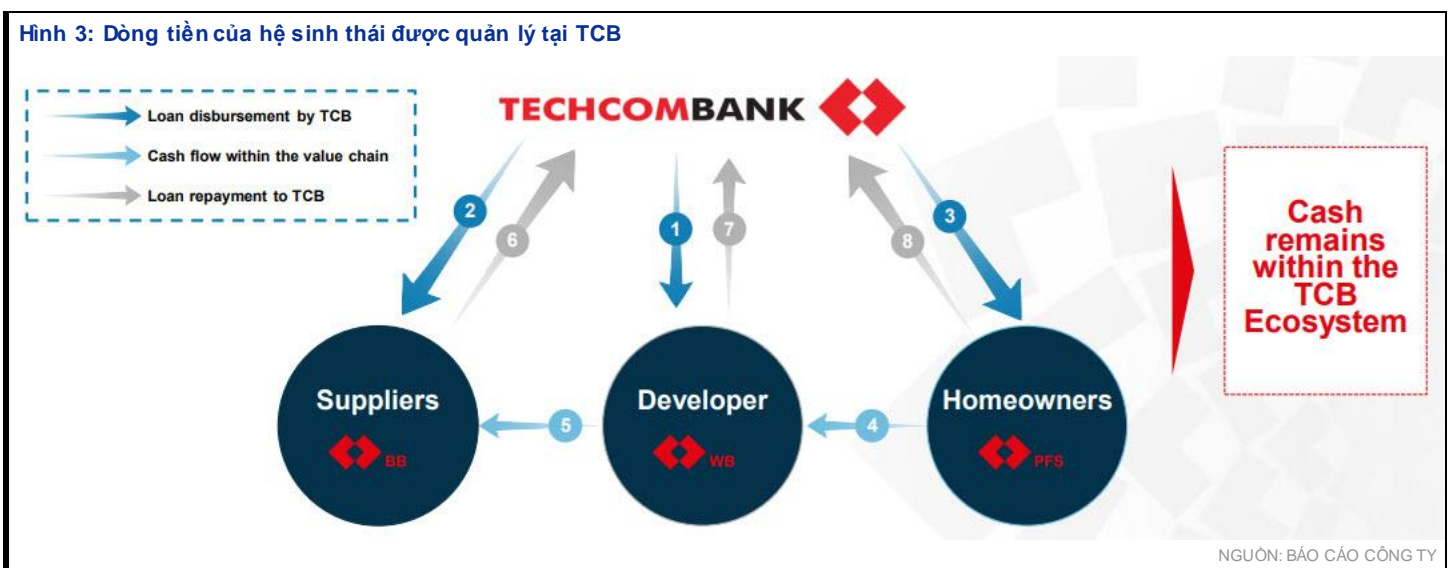 Hình 3: Dòng tiền của hệ sinh thái được quản lý tại TCB
Loan disbursement by TCB
Cash flow within the value chain
Loan repayment to TCB
TECHCOMBANK
2
6
1
7
8
3
Suppliers
BB
5
Developer
WB
4
Homeowners
PFS
Cash
remains
within the
TCB
Ecosystem
NGUỒN: BÁO CÁO CÔNG TY